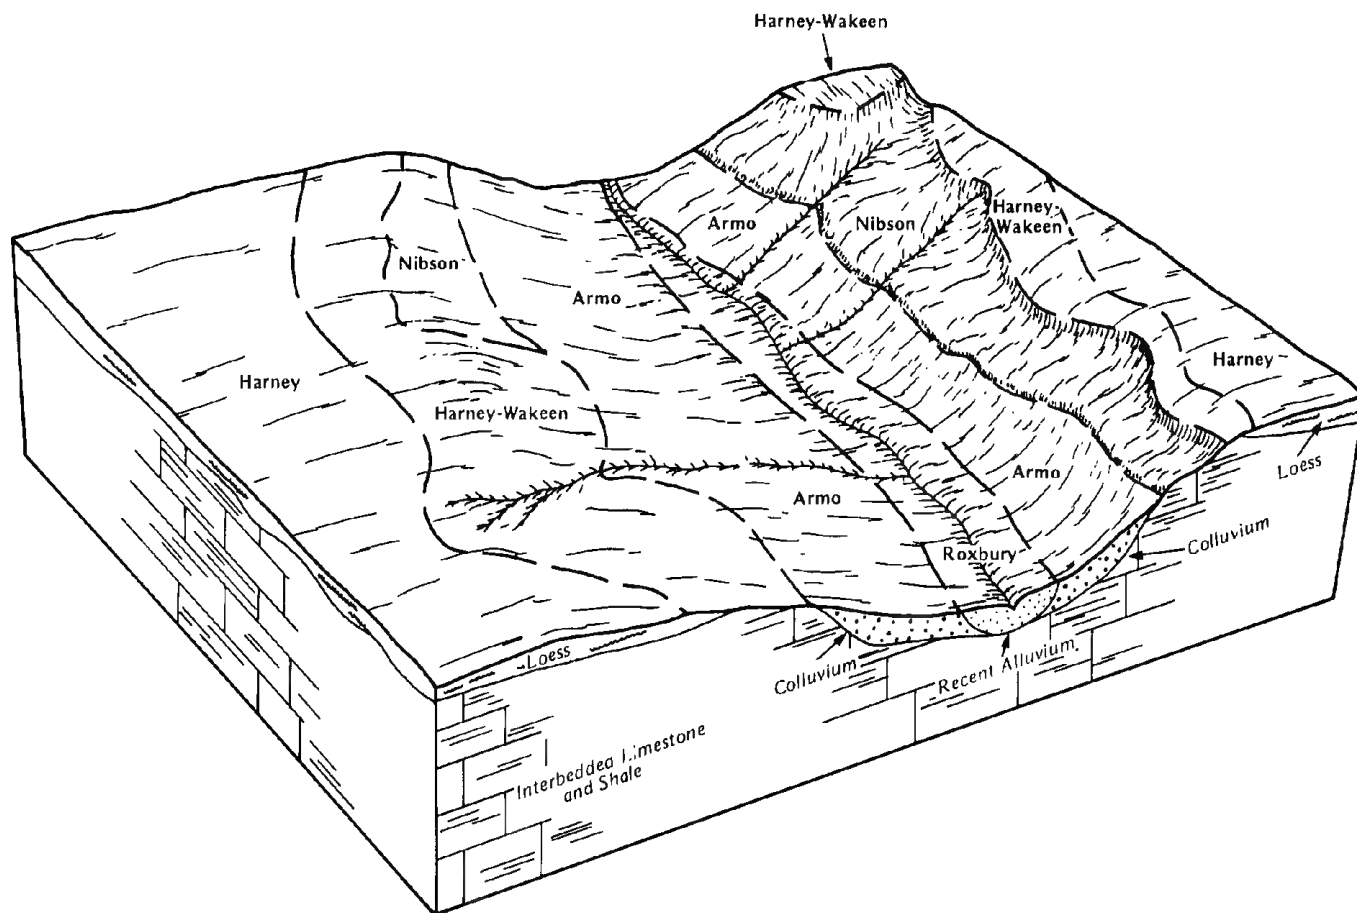 Harney-Wakeen
Armo
Nibson
Harney-
Wakeen
Nibson
Armo
Harney
Harney
Harney-Wakeen
Armo
Armo
Loess
Roxbury
Colluvium
Loess
Colluvium
Recent Alluvium
Interbedded Limestone
and Shale